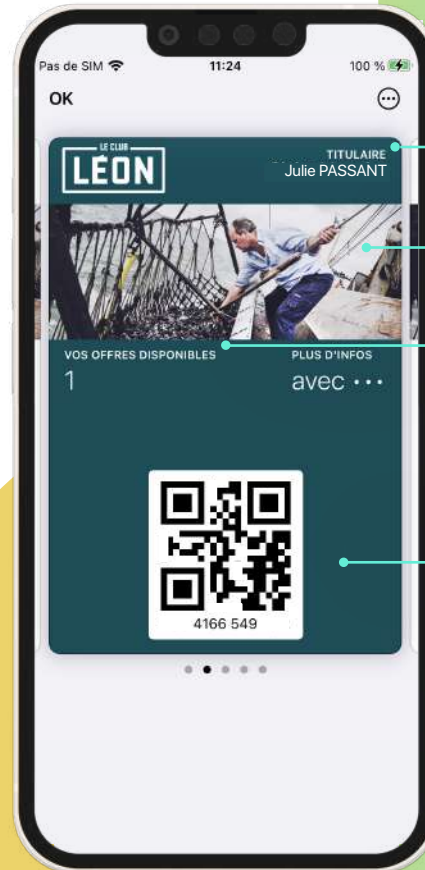 Pas de SIM 11:24 100 %
OK
LE CLUB
LÉON
TITULAIRE
Julie PASSANT
VOS OFFRES DISPONIBLES PLUS D'INFOS
1 avec •••
4166 549